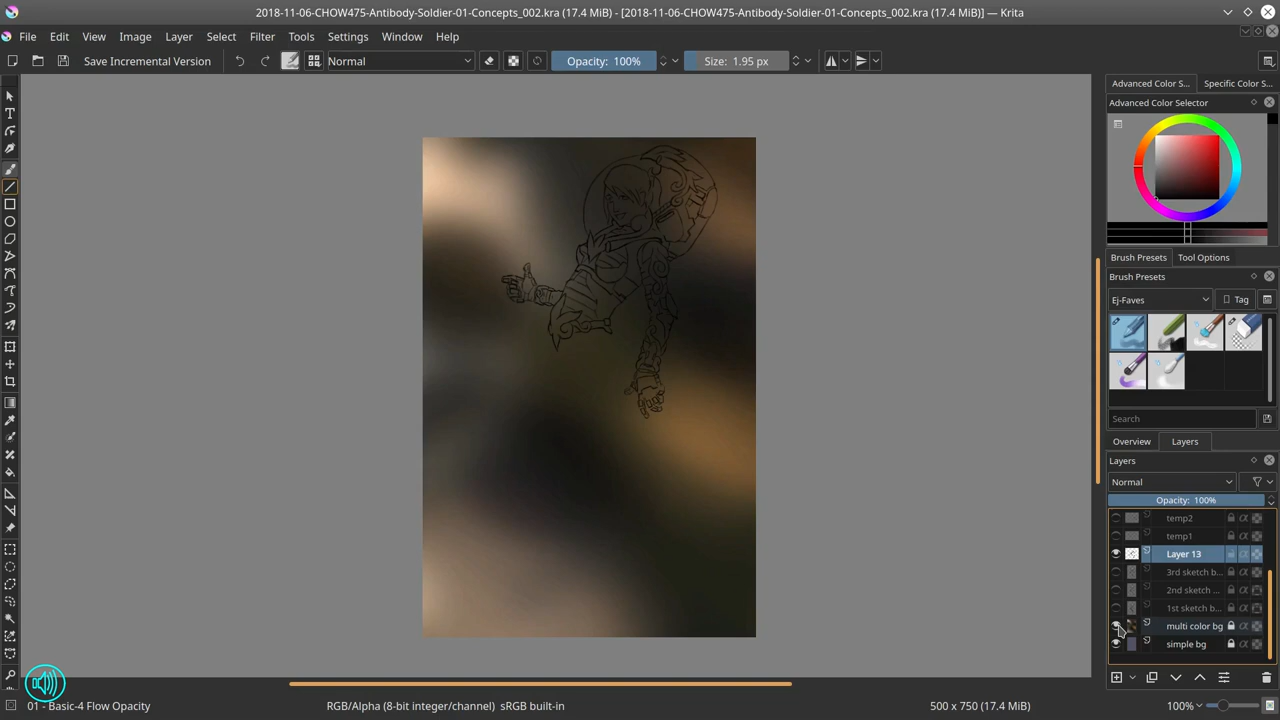 2018-11-06-CHOW475-Antibody-Soldier-01-Concepts_002.kra (17.4 MiB) - [2018-11-06-CHOW475-Antibody-Soldier-01-Concepts_002.kra (17.4 MiB)] — Krita
File Edit View Image Layer Select Filter Tools Settings Window Help
Save Incremental Version Normal Opacity: 100% Size: 1.95 px
Advanced Color S... Specific Color S...
Advanced Color Selector
Brush Presets Tool Options
Brush Presets
Ej-Faves Tag
Search
Overview Layers
Layers
Normal
Opacity: 100%
temp2
temp1
Layer 13
3rd sketch b...
2nd sketch ...
1st sketch b...
multi color bg
simple bg
01 - Basic-4 Flow Opacity RGB/Alpha (8-bit integer/channel) sRGB built-in 500 x 750 (17.4 MiB) 100%